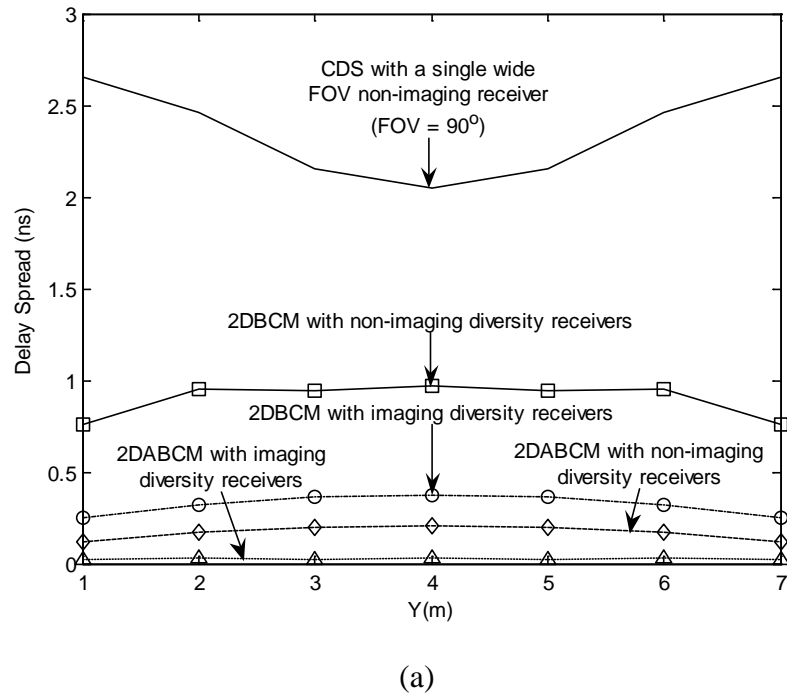 3
2.5
2
1.5
1
0.5
0
Delay Spread (ns)
CDS with a single wide
FOV non-imaging receiver
(FOV = 90°)
2DBCM with non-imaging diversity receivers
2DBCM with imaging diversity receivers
2DABCM with imaging
diversity receivers
2DABCM with non-imaging
diversity receivers
1 2 3 4 5 6 7
Y(m)
(a)